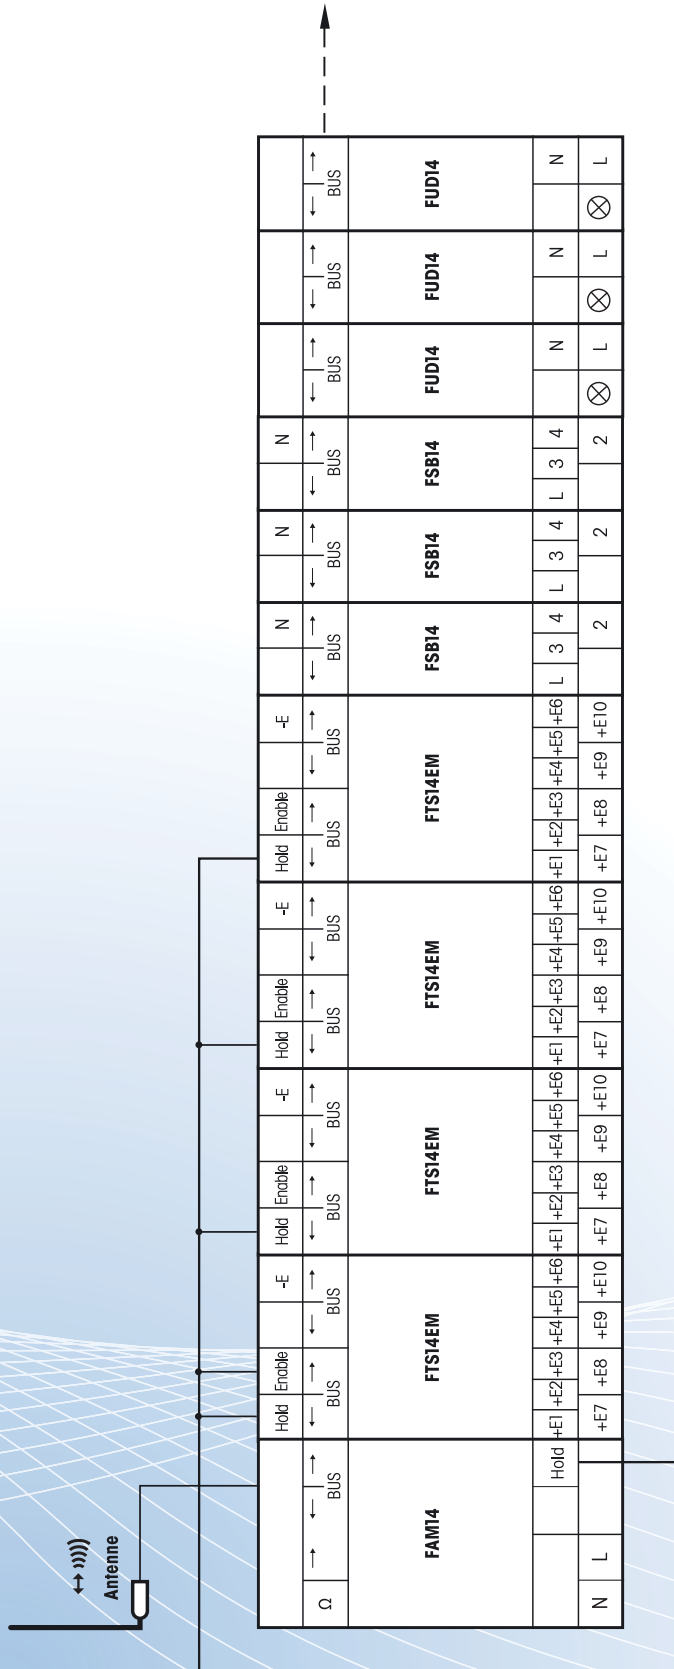 BUS
FUD14
N
L
BUS
FUD14
N
L
BUS
FUD14
N
L
N
BUS
FSB14
L 3 4
2
N
BUS
FSB14
L 3 4
2
N
BUS
FSB14
L 3 4
2
Hold Enable -E
BUS BUS
FTS14EM
+E1 +E2 +E3 +E4 +E5 +E6
+E7 +E8 +E9 +E10
Hold Enable -E
BUS BUS
FTS14EM
+E1 +E2 +E3 +E4 +E5 +E6
+E7 +E8 +E9 +E10
Hold Enable -E
BUS BUS
FTS14EM
+E1 +E2 +E3 +E4 +E5 +E6
+E7 +E8 +E9 +E10
Hold Enable -E
BUS BUS
FTS14EM
+E1 +E2 +E3 +E4 +E5 +E6
+E7 +E8 +E9 +E10
Antenne
Ω BUS
FAM14
Hold
N L